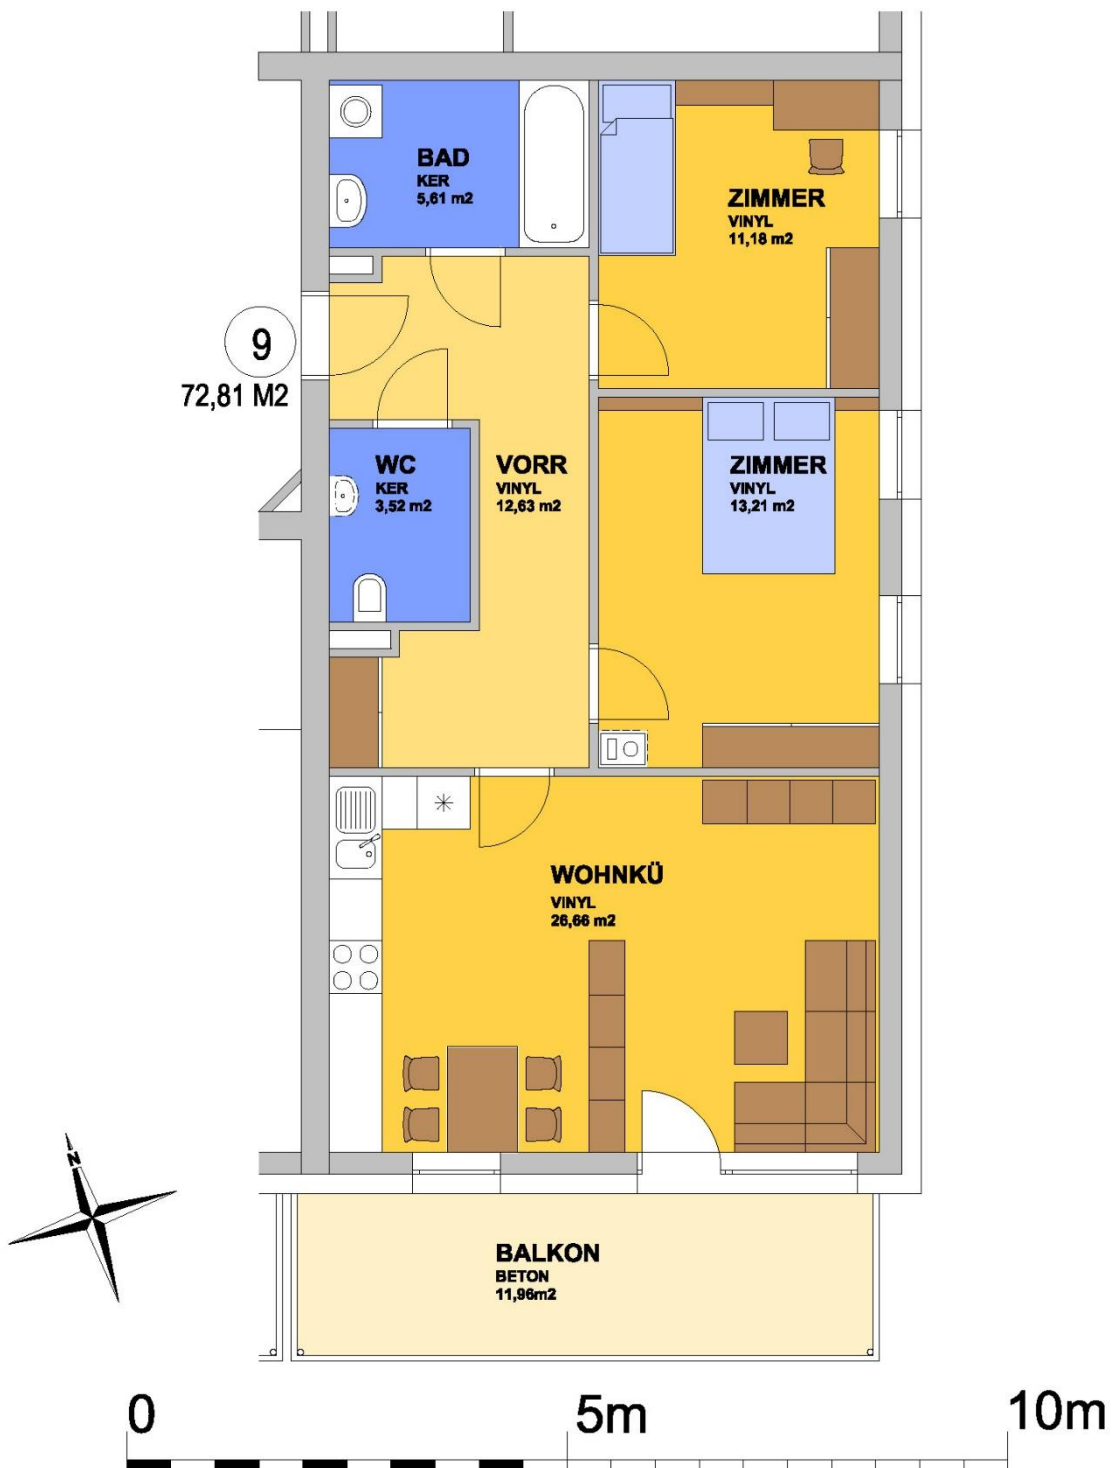 BAD
KER
5,61 m2
ZIMMER
VINYL
11,18 m2
9
72,81 M2
WC
KER
3,52 m2
VORR
VINYL
12,63 m2
ZIMMER
VINYL
13,21 m2
WOHNKÜ
VINYL
26,66 m2
N
BALKON
BETON
11,96m2
0
5m
10m